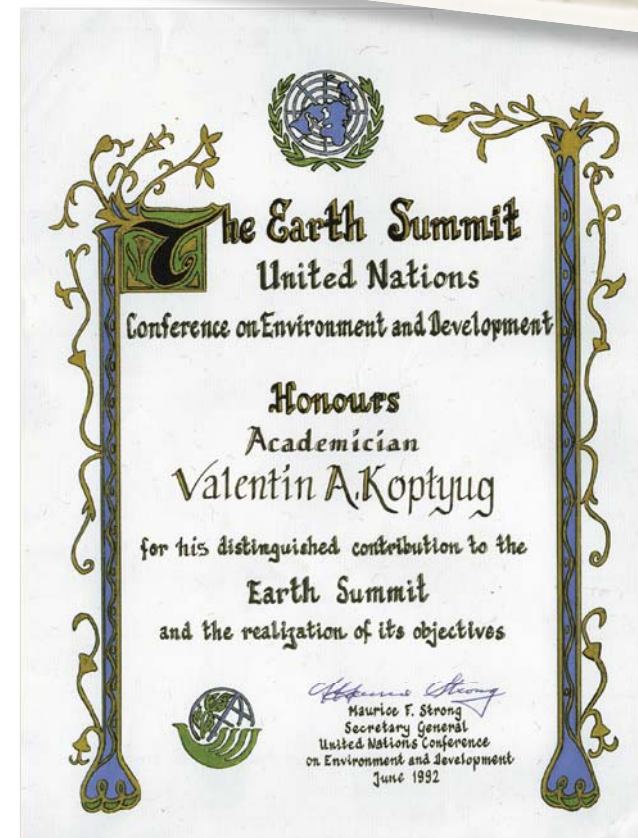 The Earth Summit
United Nations
Conference on Environment and Development
Honours
Academician
Valentin A. Koptyug
for his distinguished contribution to the
Earth Summit
and the realization of its objectives
Maurice Strong
Maurice F. Strong
Secretary General
United Nations Conference
on Environment and Development
June 1992